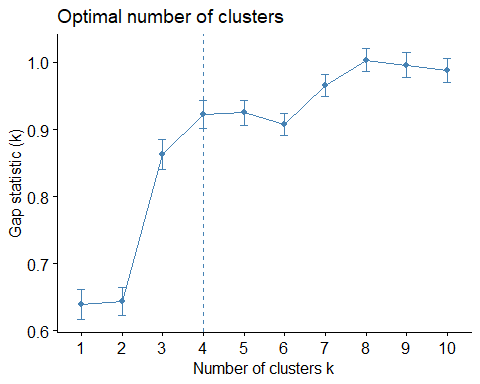 Optimal number of clusters
Gap statistic (k)
1.0
0.9
0.8
0.7
0.6
1 2 3 4 5 6 7 8 9 10
Number of clusters k